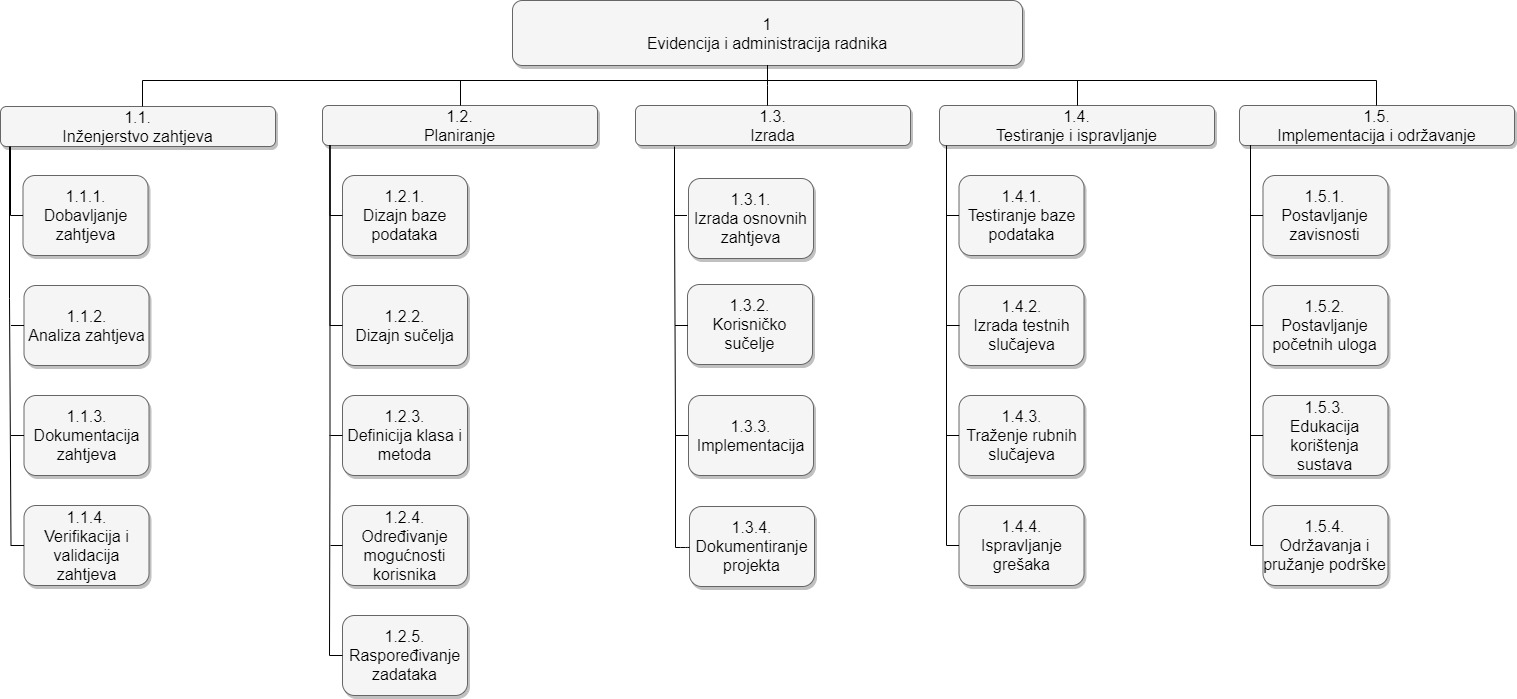 1
Evidencija i administracija radnika
1.1.
Inženjerstvo zahtjeva
1.1.1.
Dobavljanje
zahtjeva
1.1.2.
Analiza zahtjeva
1.1.3.
Dokumentacija
zahtjeva
1.1.4.
Verifikacija i
validacija
zahtjeva
1.2.
Planiranje
1.2.1.
Dizajn baze
podataka
1.2.2.
Dizajn sučelja
1.2.3.
Definicija klasa i
metoda
1.2.4.
Određivanje
mogućnosti
korisnika
1.2.5.
Raspoređivanje
zadataka
1.3.
Izrada
1.3.1.
Izrada osnovnih
zahtjeva
1.3.2.
Korisničko
sučelje
1.3.3.
Implementacija
1.3.4.
Dokumentiranje
projekta
1.4.
Testiranje i ispravljanje
1.4.1.
Testiranje baze
podataka
1.4.2.
Izrada testnih
slučajeva
1.4.3.
Traženje rubnih
slučajeva
1.4.4.
Ispravljanje
grešaka
1.5.
Implementacija i održavanje
1.5.1.
Postavljanje
zavisnosti
1.5.2.
Postavljanje
početnih uloga
1.5.3.
Edukacija
korištenja
sustava
1.5.4.
Održavanja i
pružanje podrške